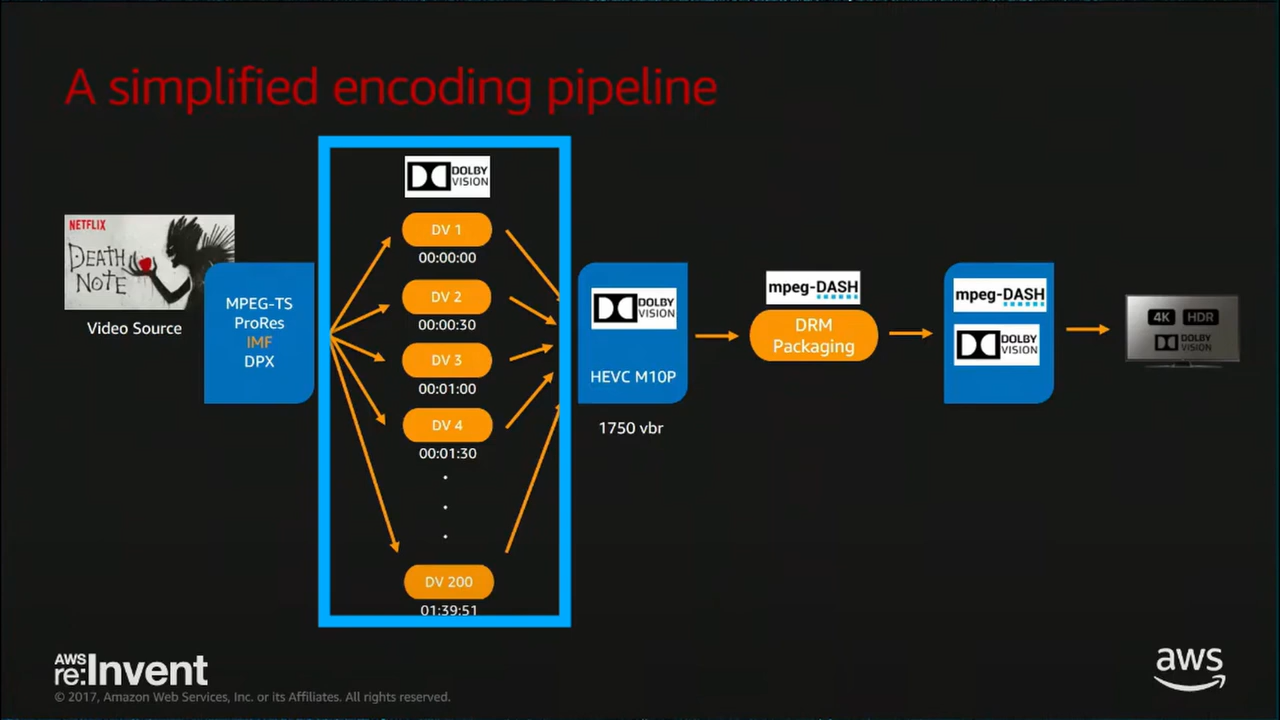 A simplified encoding pipeline
NETFLIX
DEATH
NOTE
Video Source
MPEG-TS
ProRes
IMF
DPX
DOLBY
VISION
DV 1
00:00:00
DV 2
00:00:30
DV 3
00:01:00
DV 4
00:01:30
DV 200
01:39:51
DOLBY
VISION
HEVC M10P
1750 vbr
mpeg-DASH
DRM
Packaging
mpeg-DASH
DOLBY
VISION
4K HDR
DOLBY
VISION
AWS
re:Invent
© 2017, Amazon Web Services, Inc. or its Affiliates. All rights reserved.
aws